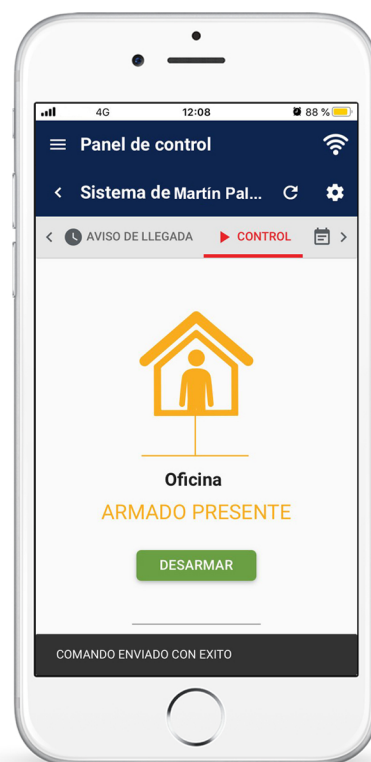 4G 12:08 88 %
Panel de control
Sistema de Martín Pal...
AVISO DE LLEGADA CONTROL
Oficina
ARMADO PRESENTE
DESARMAR
COMANDO ENVIADO CON EXITO